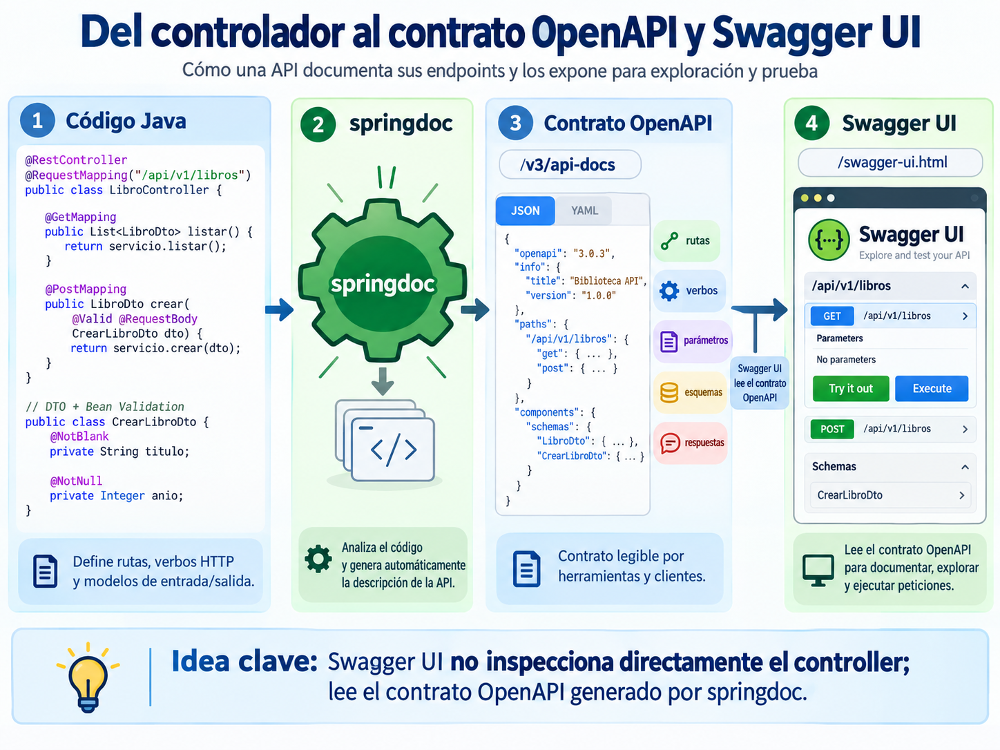 Del controlador al contrato OpenAPI y Swagger UI
Cómo una API documenta sus endpoints y los expone para exploración y prueba
1 Código Java
@RestController
@RequestMapping("/api/v1/libros")
public class LibroController {
@GetMapping
public List<LibroDto> listar() {
return servicio.listar();
}
@PostMapping
public LibroDto crear(
@Valid @RequestBody
CrearLibroDto dto) {
return servicio.crear(dto);
}
}
// DTO + Bean Validation
public class CrearLibroDto {
@NotBlank
private String titulo;
@NotNull
private Integer anio;
}
Define rutas, verbos HTTP
y modelos de entrada/salida.
2 springdoc
springdoc
</>
Analiza el código
y genera automáticamente
la descripción de la API.
3 Contrato OpenAPI
/v3/api-docs
JSON YAML
{
"openapi": "3.0.3",
"info": {
"title": "Biblioteca API",
"version": "1.0.0"
},
"paths": {
"/api/v1/libros": {
"get": { ... },
"post": { ... }
}
},
"components": {
"schemas": {
"LibroDto": { ... },
"CrearLibroDto": { ... }
}
}
}
rutas
verbos
parámetros
esquemas
respuestas
Contrato legible por
herramientas y clientes.
Swagger UI
lee el contrato
OpenAPI
4 Swagger UI
/swagger-ui.html
{...} Swagger UI
Explore and test your API
/api/v1/libros
GET /api/v1/libros
Parameters
No parameters
Try it out Execute
POST /api/v1/libros
Schemas
CrearLibroDto
Lee el contrato OpenAPI
para documentar, explorar
y ejecutar peticiones.
Idea clave: Swagger UI no inspecciona directamente el controller;
lee el contrato OpenAPI generado por springdoc.